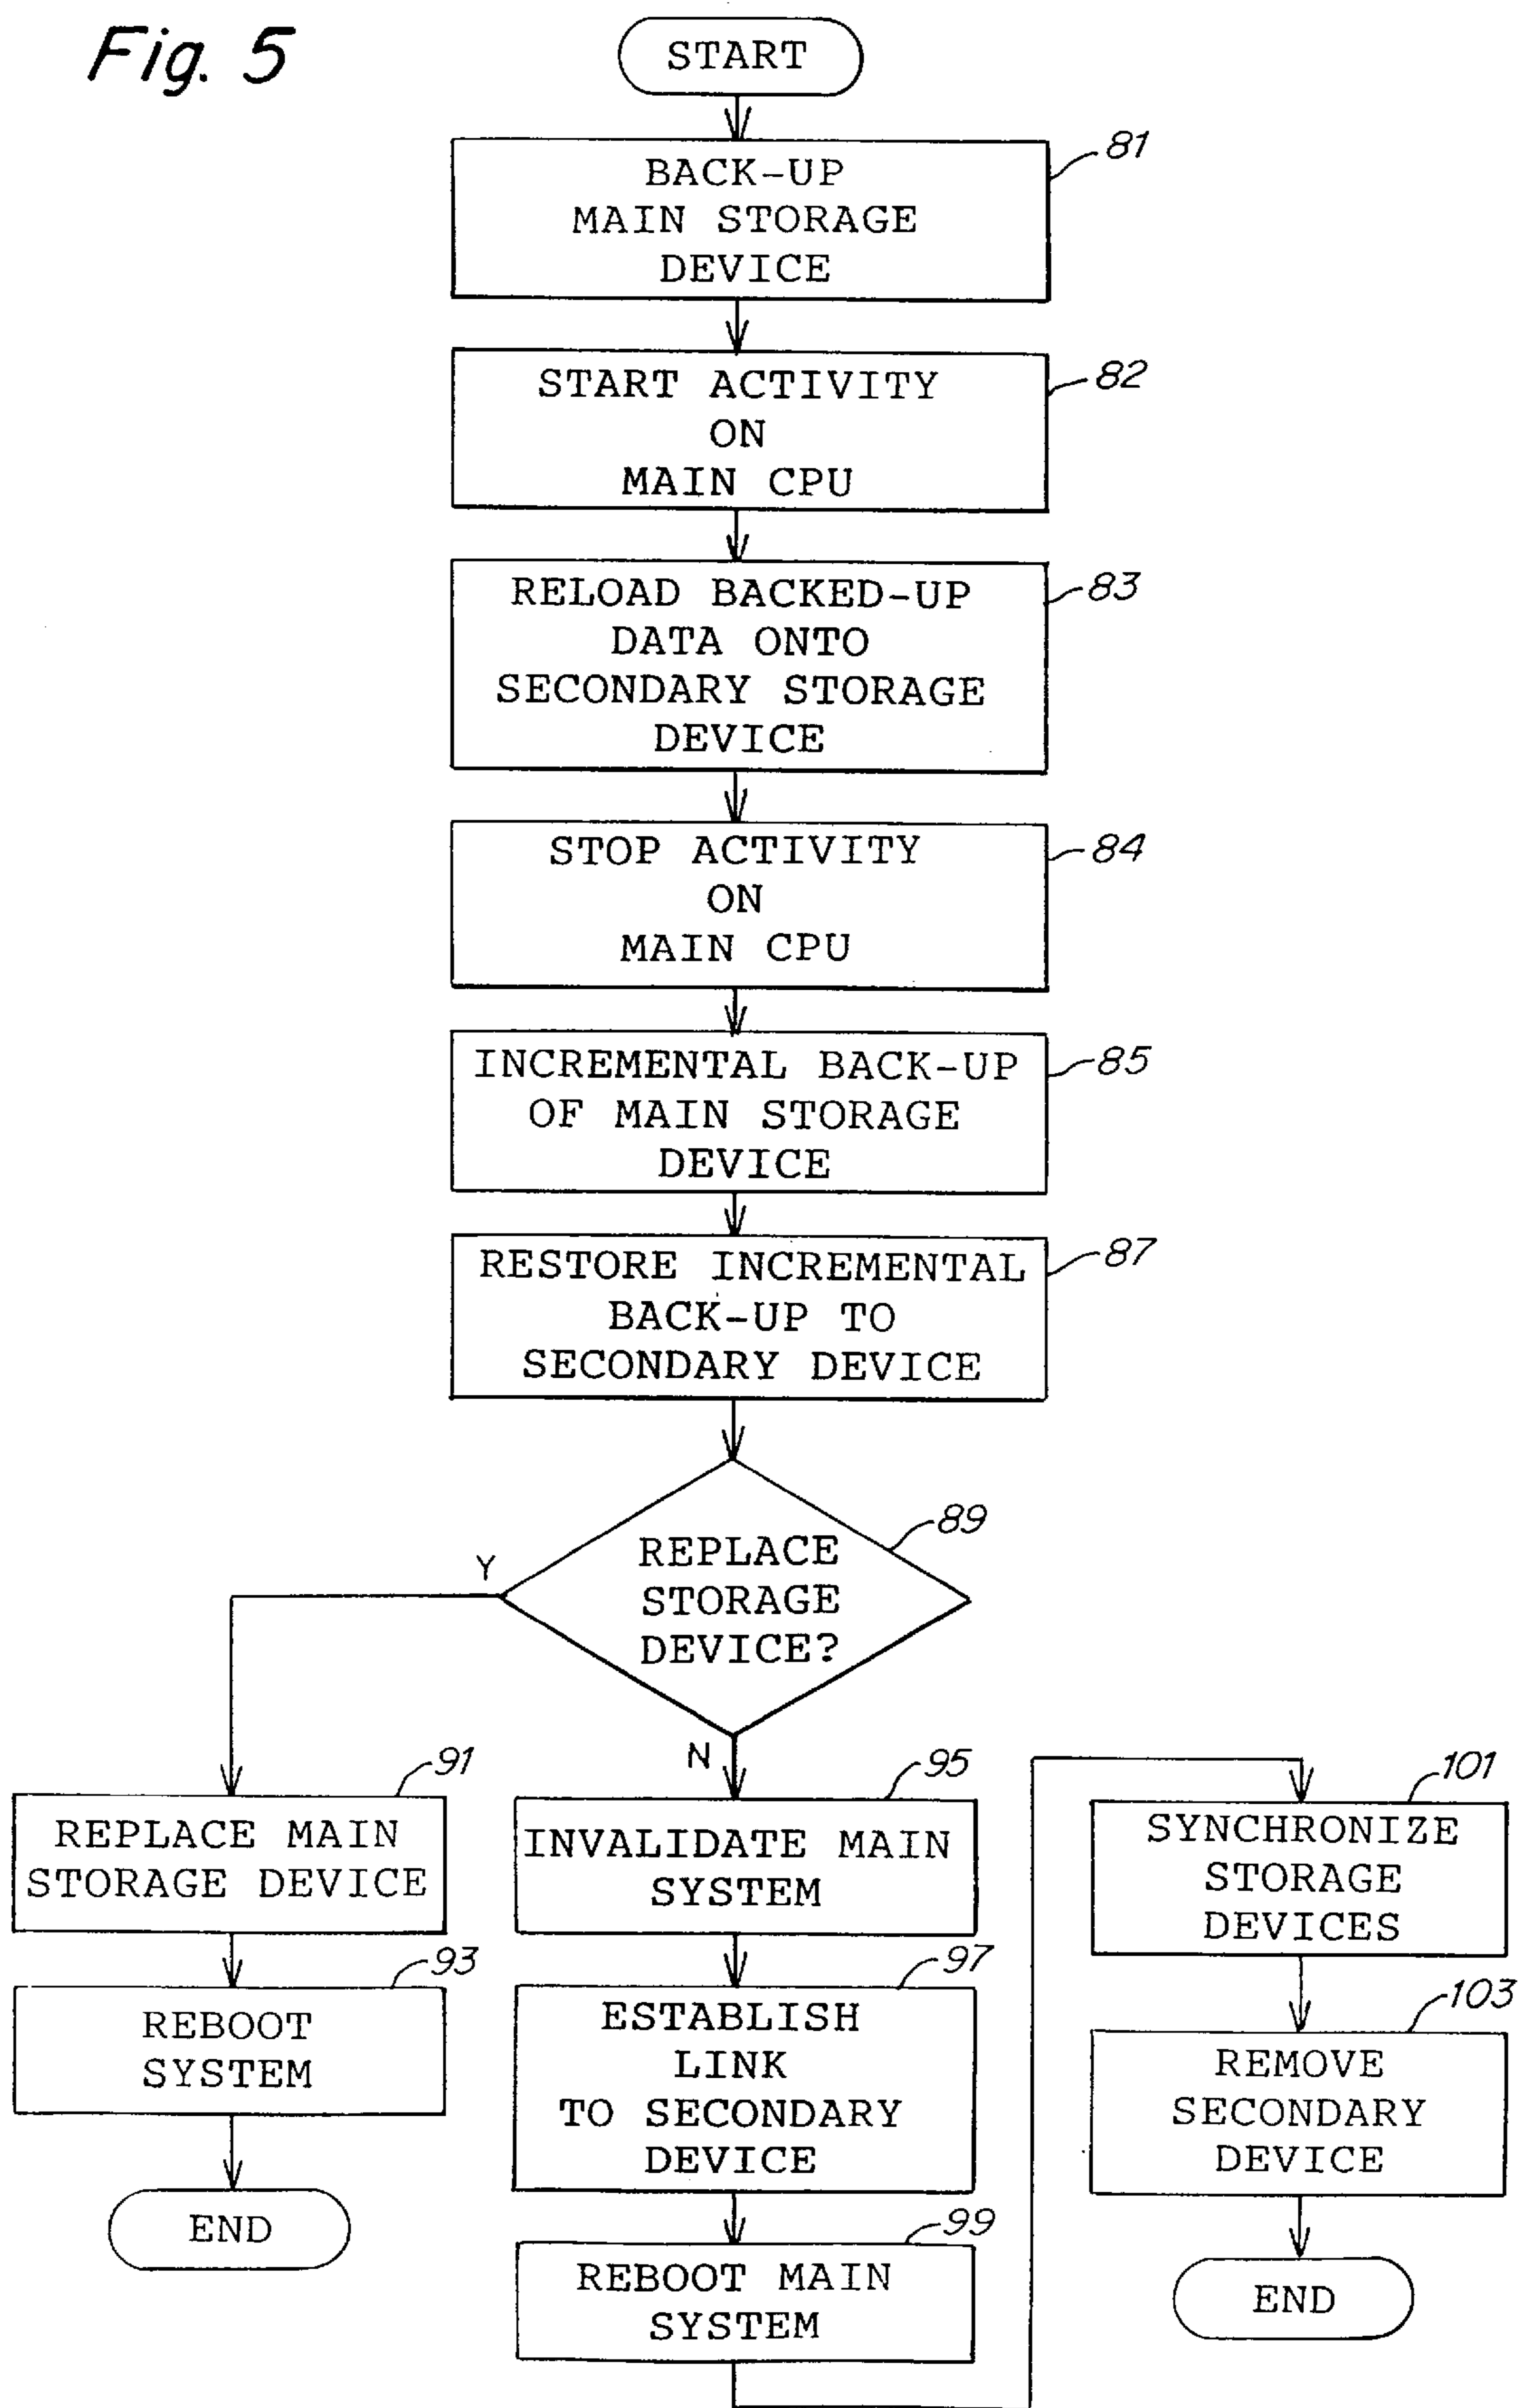 Fig. 5
START
81
BACK-UP
MAIN STORAGE
DEVICE
82
START ACTIVITY
ON
MAIN CPU
83
RELOAD BACKED-UP
DATA ONTO
SECONDARY STORAGE
DEVICE
84
STOP ACTIVITY
ON
MAIN CPU
85
INCREMENTAL BACK-UP
OF MAIN STORAGE
DEVICE
87
RESTORE INCREMENTAL
BACK-UP TO
SECONDARY DEVICE
89
REPLACE
STORAGE
DEVICE?
Y
N
91
REPLACE MAIN
STORAGE DEVICE
93
REBOOT
SYSTEM
END
95
INVALIDATE MAIN
SYSTEM
97
ESTABLISH
LINK
TO SECONDARY
DEVICE
99
REBOOT MAIN
SYSTEM
101
SYNCHRONIZE
STORAGE
DEVICES
103
REMOVE
SECONDARY
DEVICE
END